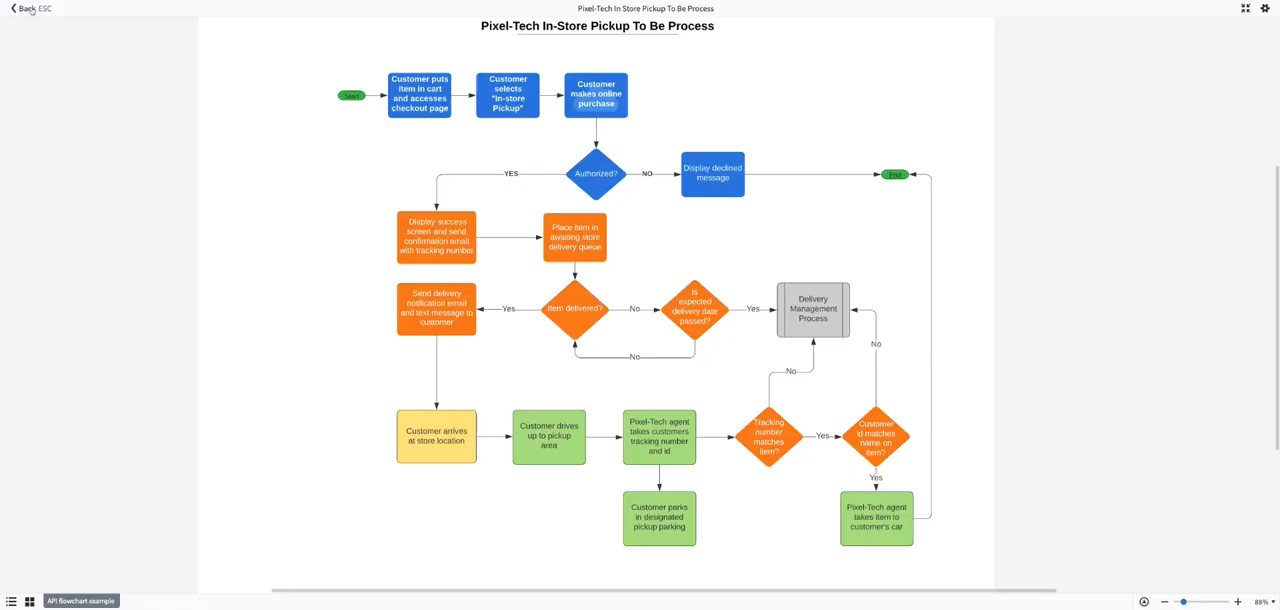 Back ESC
Pixel-Tech In Store Pickup To Be Process
Pixel-Tech In-Store Pickup To Be Process
Start
Customer puts
item in cart
and accesses
checkout page
Customer
selects
"In-store
Pickup"
Customer
makes online
purchase
Authorized?
YES
NO
Display declined
message
End
Display success
screen and send
confirmation email
with tracking number
Place item in
awaiting store
delivery queue
Send delivery
notification email
and text message to
customer
Yes
Item delivered?
No
Is
expected
delivery date
passed?
Yes
Delivery
Management
Process
No
No
No
Customer arrives
at store location
Customer drives
up to pickup
area
Pixel-Tech agent
takes customers
tracking number
and id
Tracking
number
matches
item?
Yes
Customer
id matches
name on
item?
Yes
Customer parks
in designated
pickup parking
Pixel-Tech agent
takes item to
customer's car
API flowchart example
88%